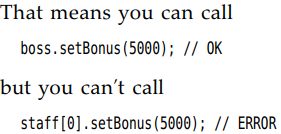 That means you can call
boss.setBonus(5000); // OK
but you can't call
staff[0].setBonus(5000); // ERROR